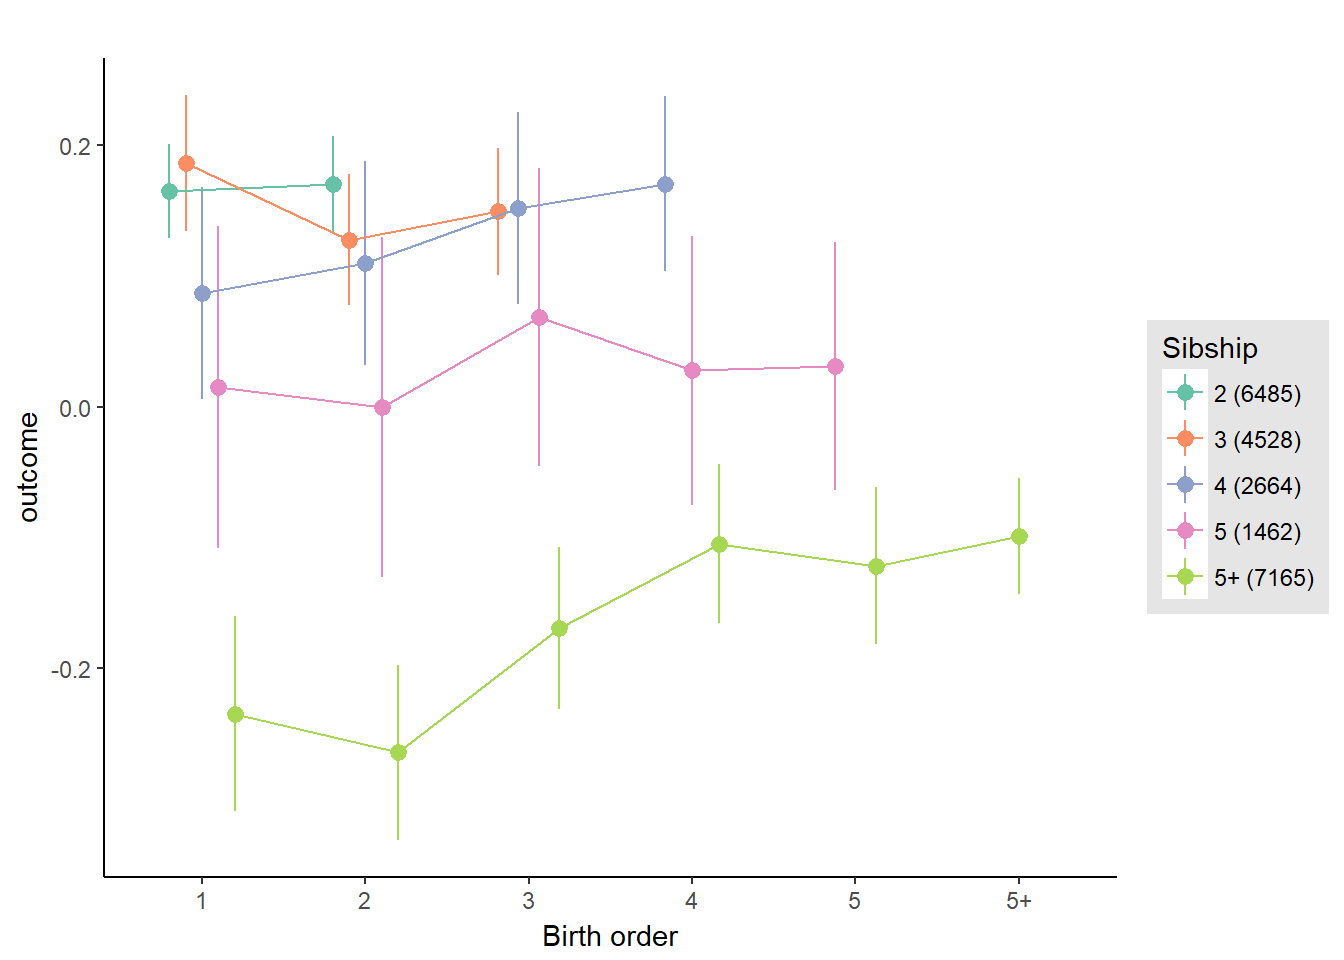 0.2
0.0
-0.2
outcome
1 2 3 4 5 5+
Birth order
Sibship
2 (6485)
3 (4528)
4 (2664)
5 (1462)
5+ (7165)